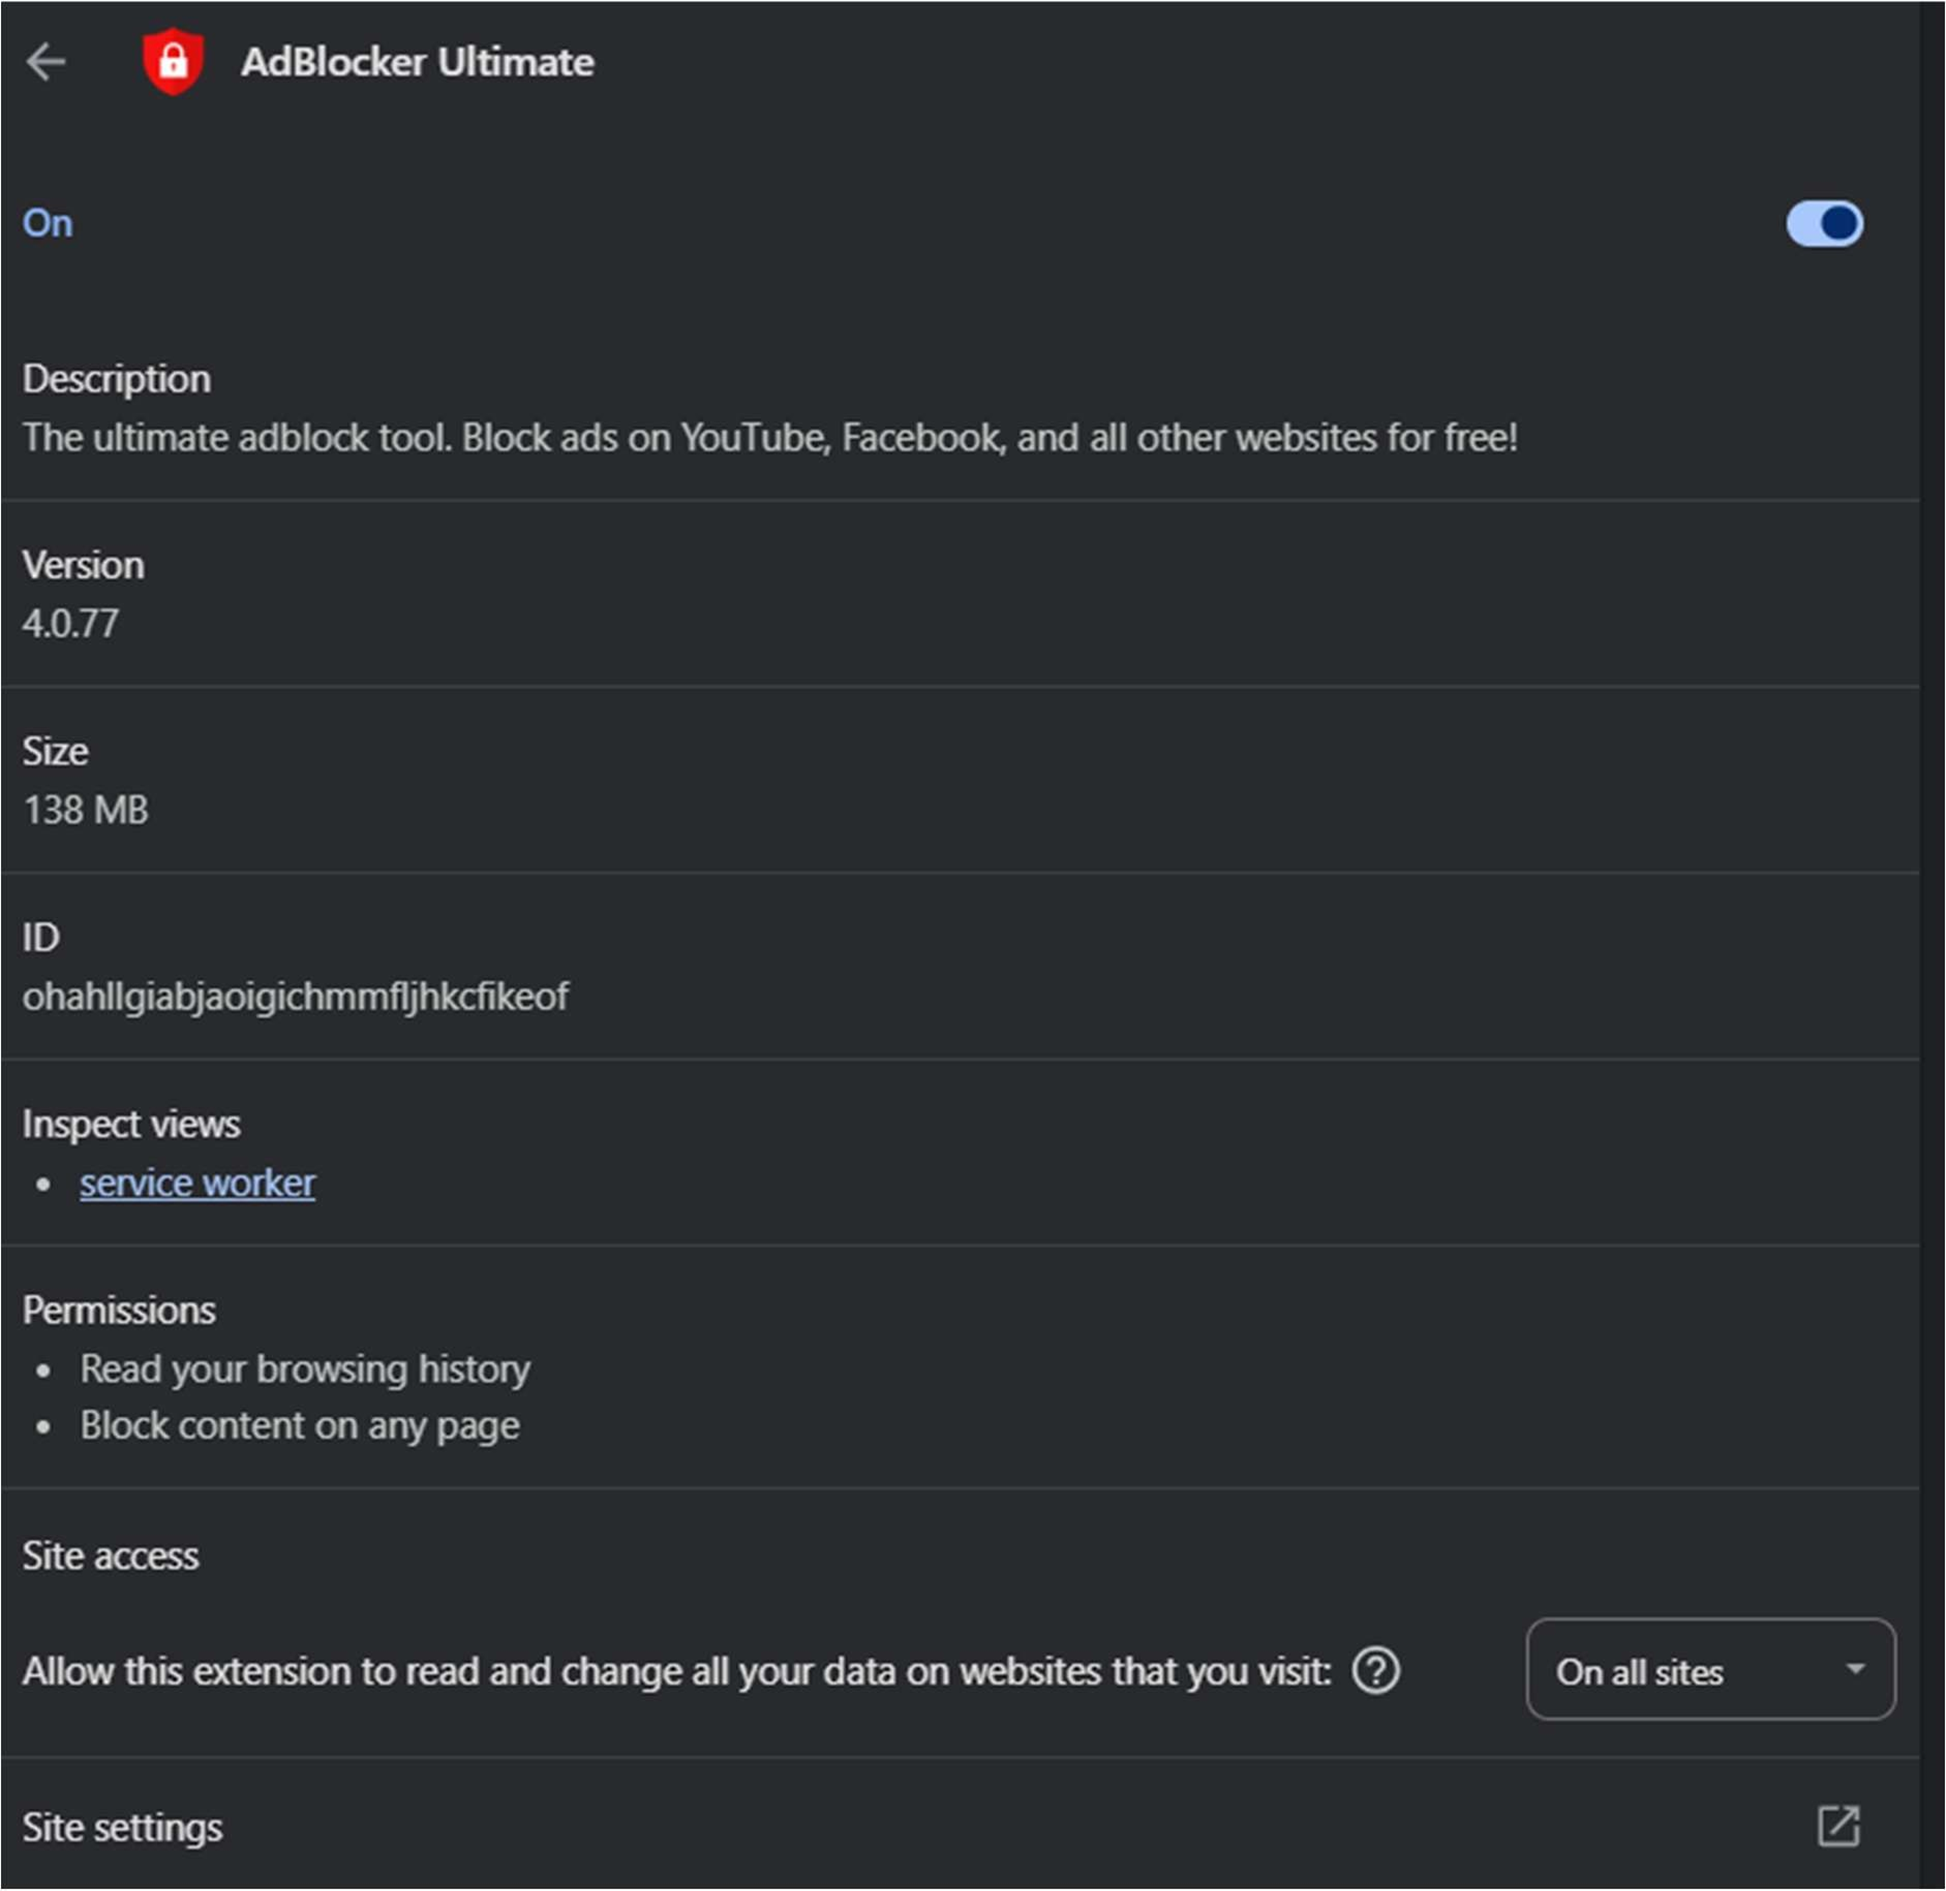 AdBlocker Ultimate
On
Description
The ultimate adblock tool. Block ads on YouTube, Facebook, and all other websites for free!
Version
4.0.77
Size
138 MB
ID
ohahllgiabjaoigichmmfljhkcfikeof
Inspect views
• service worker
Permissions
• Read your browsing history
• Block content on any page
Site access
Allow this extension to read and change all your data on websites that you visit: ?
On all sites
Site settings